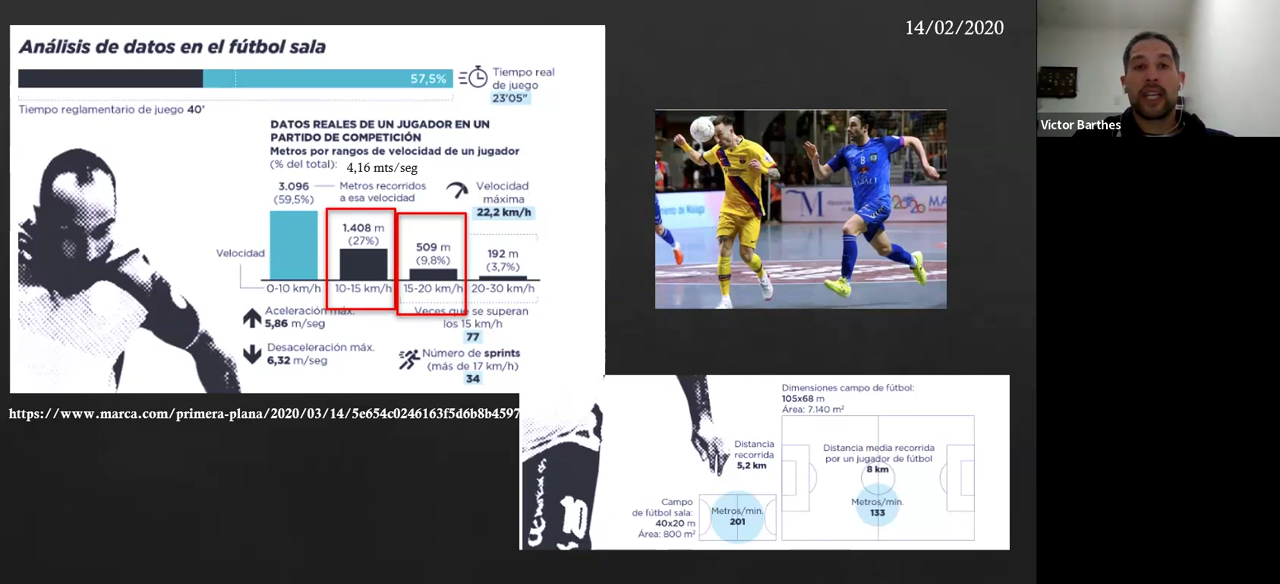 14/02/2020
Análisis de datos en el fútbol sala
57,5%
Tiempo real
de juego
23'05"
Tiempo reglamentario de juego 40'
DATOS REALES DE UN JUGADOR EN UN
PARTIDO DE COMPETICIÓN
Metros por rangos de velocidad de un jugador
(% del total):
4,16 mts/seg
3.096
(59,5%)
Metros recorridos
a esa velocidad
Velocidad
máxima
22,2 km/h
1.408 m
(27%)
509 m
(9,8%)
192 m
(3,7%)
Velocidad
0-10 km/h
10-15 km/h
15-20 km/h
20-30 km/h
Aceleración máx.
5,86 m/seg
Veces que se superan
los 15 km/h
77
Desaceleración máx.
6,32 m/seg
Número de sprints
(más de 17 km/h)
34
https://www.marca.com/primera-plana/2020/03/14/5e654c0246163f5d6b8b4597
Dimensiones campo de fútbol:
105x68 m
Área: 7.140 m²
Distancia
recorrida
5,2 km
Distancia media recorrida
por un jugador de fútbol
8 km
Campo
de fútbol sala:
40x20 m
Área: 800 m²
Metros/min.
201
Metros/min.
133
Victor Barthes
8
M